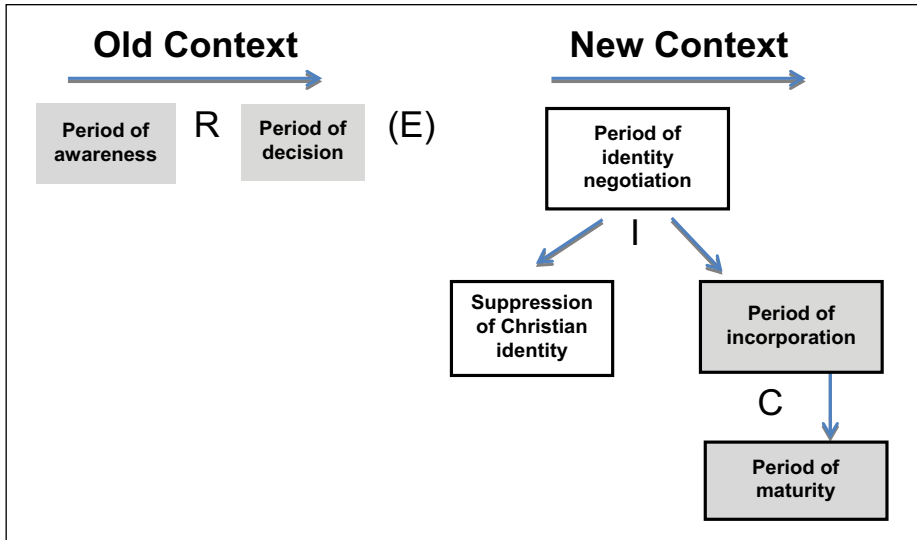 Old Context
New Context
Period of
awareness
R
Period of
decision
(E)
Period of
identity
negotiation
I
Suppression
of Christian
identity
Period of
incorporation
C
Period of
maturity